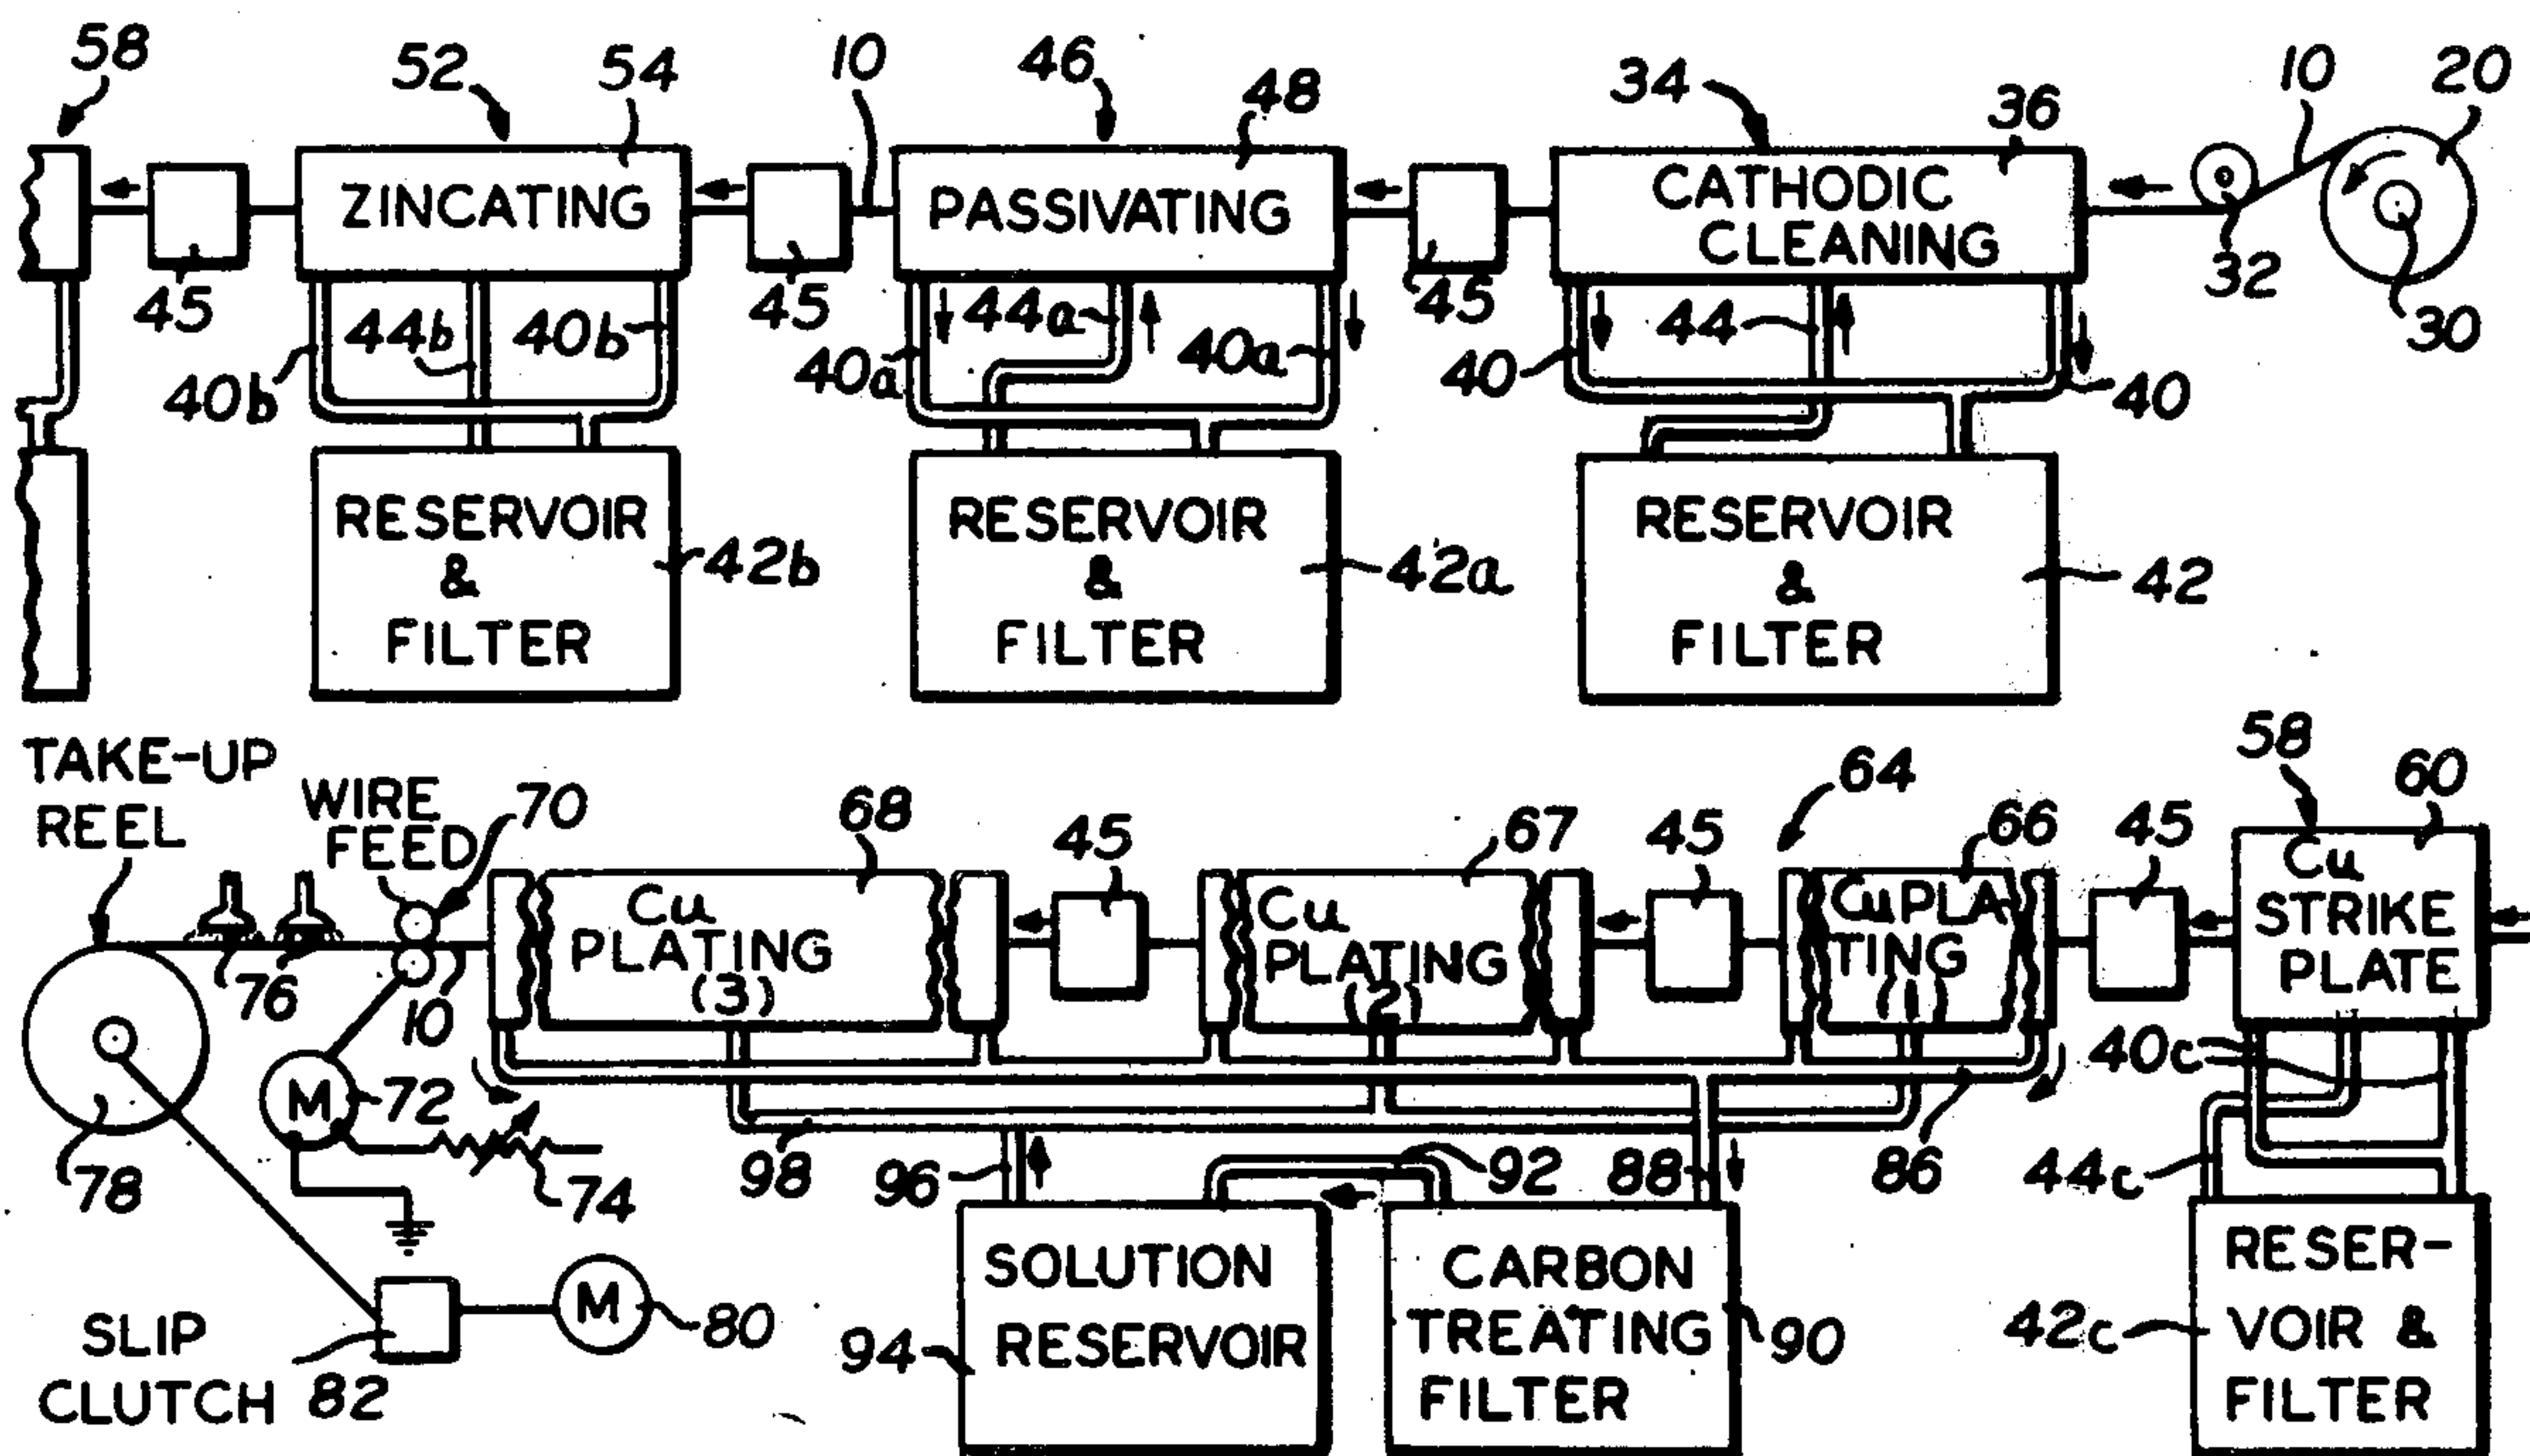 58
52
54
10
46
48
34
36
10
20
ZINCATING
PASSIVATING
CATHODIC
CLEANING
45
45
45
32
30
40b
44b
40b
40a
44a
40a
40
44
40
RESERVOIR
&
FILTER
42b
RESERVOIR
&
FILTER
42a
RESERVOIR
&
FILTER
42
TAKE-UP
REEL
WIRE
FEED
70
68
45
67
45
64
66
45
58
60
Cu
PLATING
(3)
Cu
PLATING
(2)
Cu PLA-
TING
(1)
Cu
STRIKE
PLATE
76
10
M
72
78
74
98
96
92
88
86
40c
44c
SOLUTION
RESERVOIR
94
CARBON
TREATING
FILTER
90
RESER-
VOIR &
FILTER
42c
M
80
SLIP
CLUTCH
82